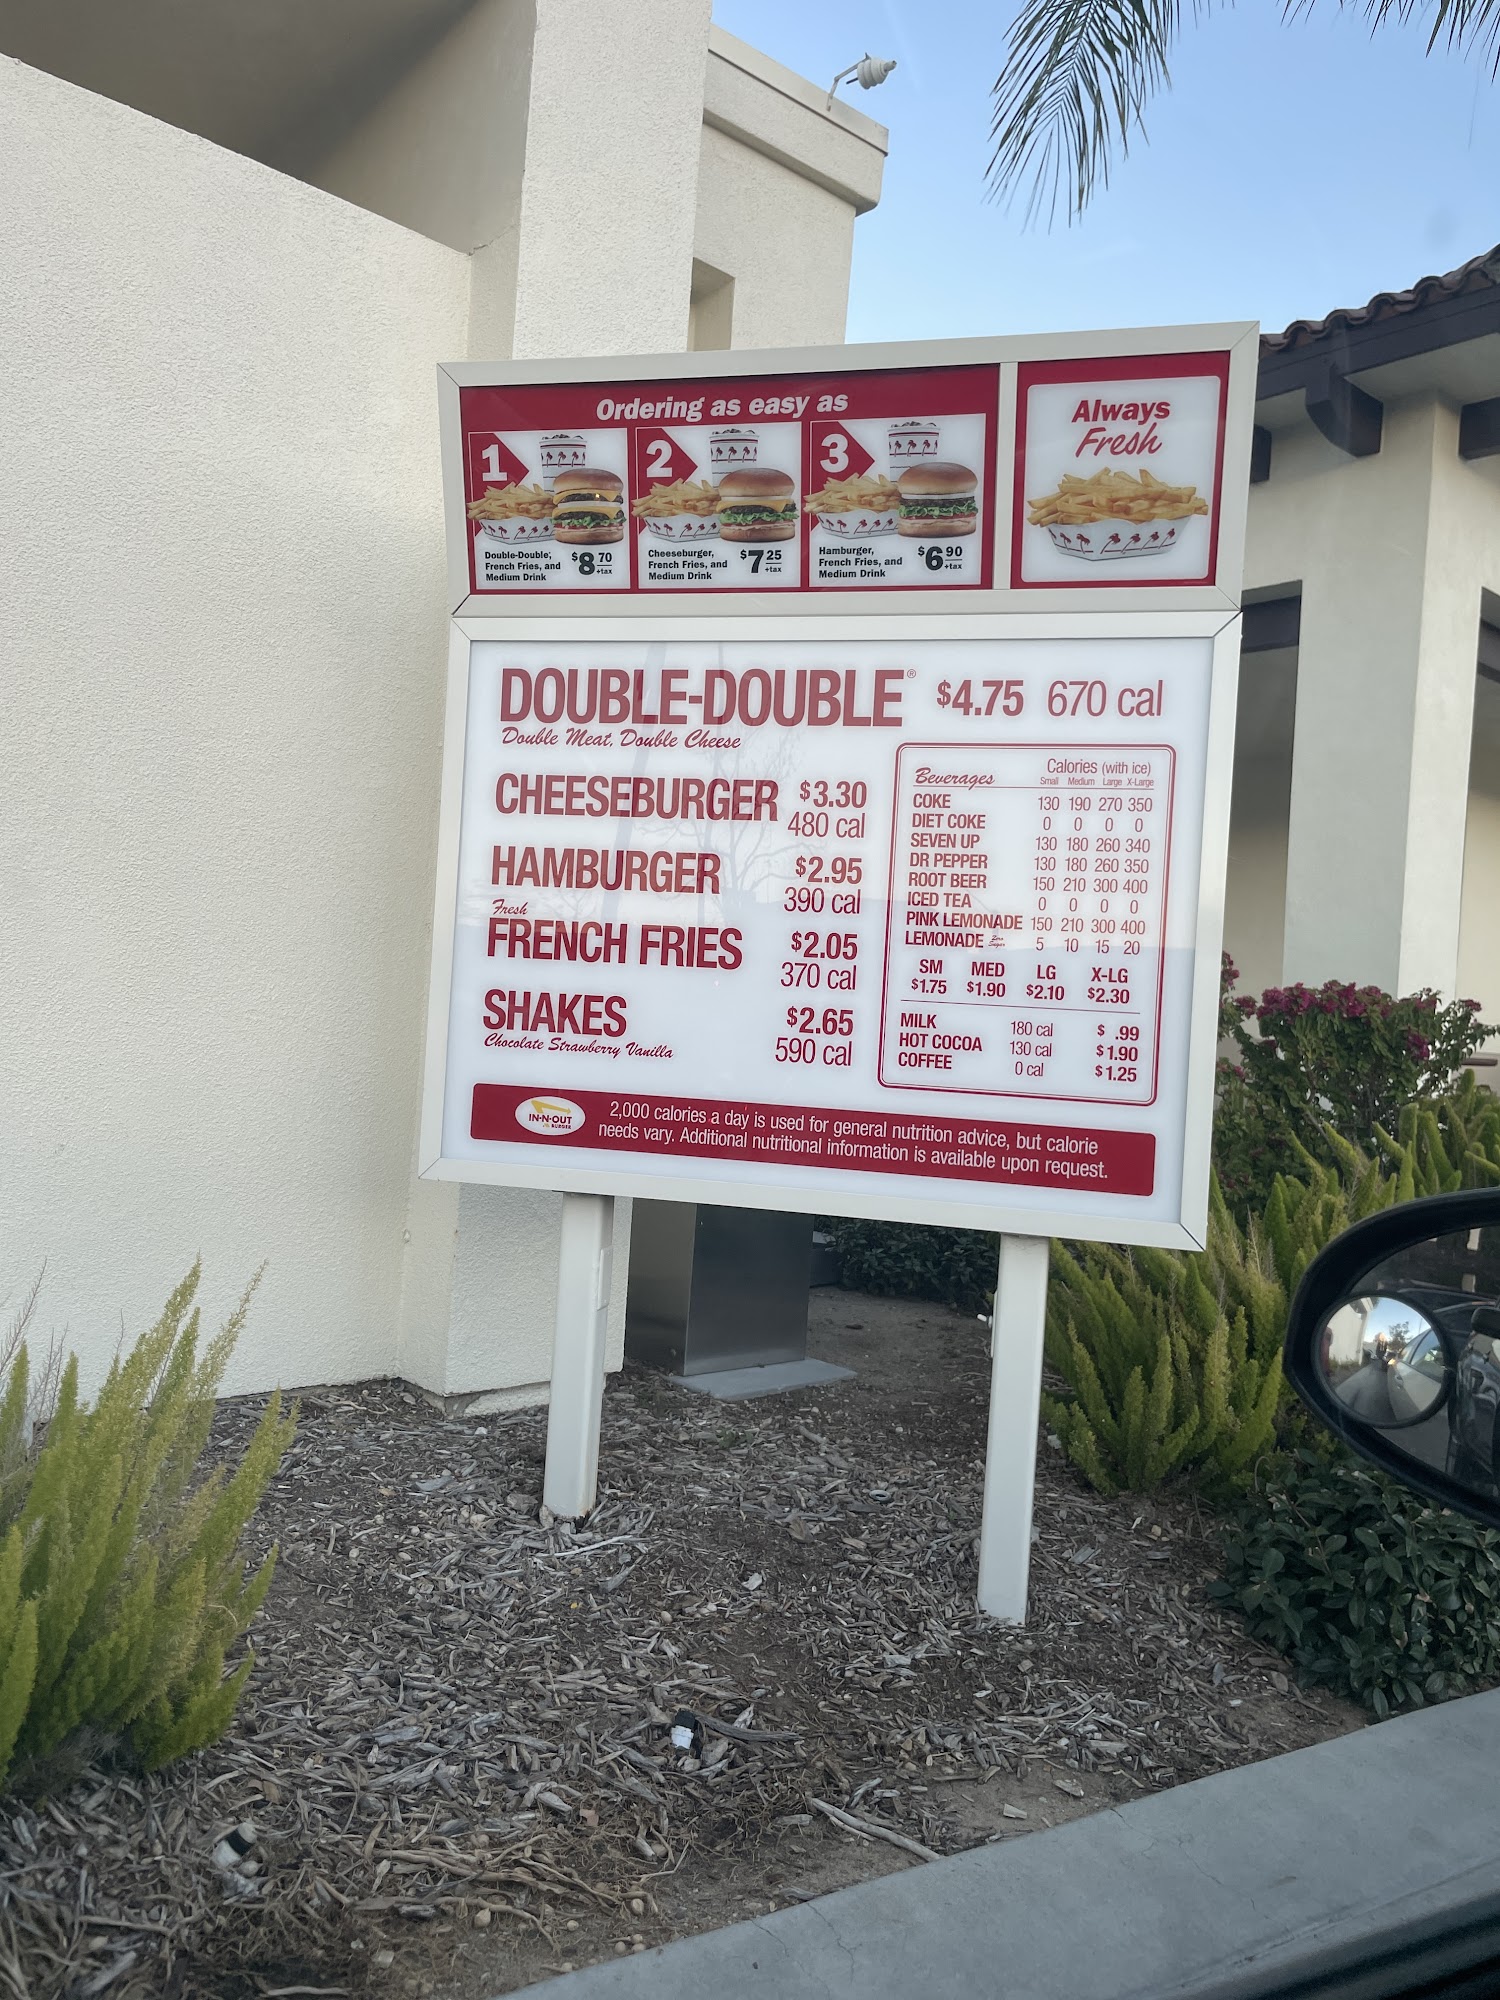 Ordering as easy as
1
Double-Double,
French Fries, and
Medium Drink
$8 70
+tax
2
Cheeseburger,
French Fries, and
Medium Drink
$7 25
+tax
3
Hamburger,
French Fries, and
Medium Drink
$6 90
+tax
Always
Fresh
DOUBLE-DOUBLE® $4.75 670 cal
Double Meat, Double Cheese
CHEESEBURGER $3.30
480 cal
HAMBURGER $2.95
390 cal
Fresh
FRENCH FRIES $2.05
370 cal
SHAKES $2.65
Chocolate Strawberry Vanilla 590 cal
Beverages Calories (with ice)
Small Medium Large X-Large
COKE 130 190 270 350
DIET COKE 0 0 0 0
SEVEN UP 130 180 260 340
DR PEPPER 130 180 260 350
ROOT BEER 150 210 300 400
ICED TEA 0 0 0 0
PINK LEMONADE 150 210 300 400
LEMONADE Zero Sugar 5 10 15 20
SM MED LG X-LG
$1.75 $1.90 $2.10 $2.30
MILK 180 cal $ .99
HOT COCOA 130 cal $1.90
COFFEE 0 cal $1.25
IN-N-OUT
BURGER
2,000 calories a day is used for general nutrition advice, but calorie
needs vary. Additional nutritional information is available upon request.